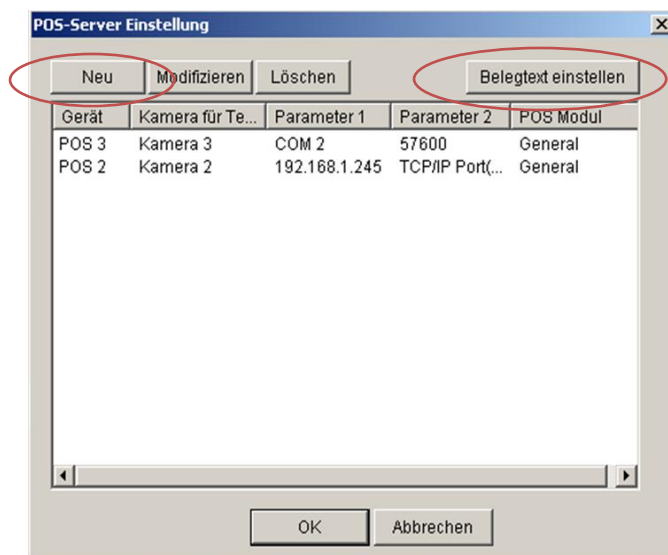 POS-Server Einstellung
Neu Modifizieren Löschen Belegtext einstellen
Gerät Kamera für Te... Parameter 1 Parameter 2 POS Modul
POS 3 Kamera 3 COM 2 57600 General
POS 2 Kamera 2 192.168.1.245 TCP/IP Port(... General
OK Abbrechen